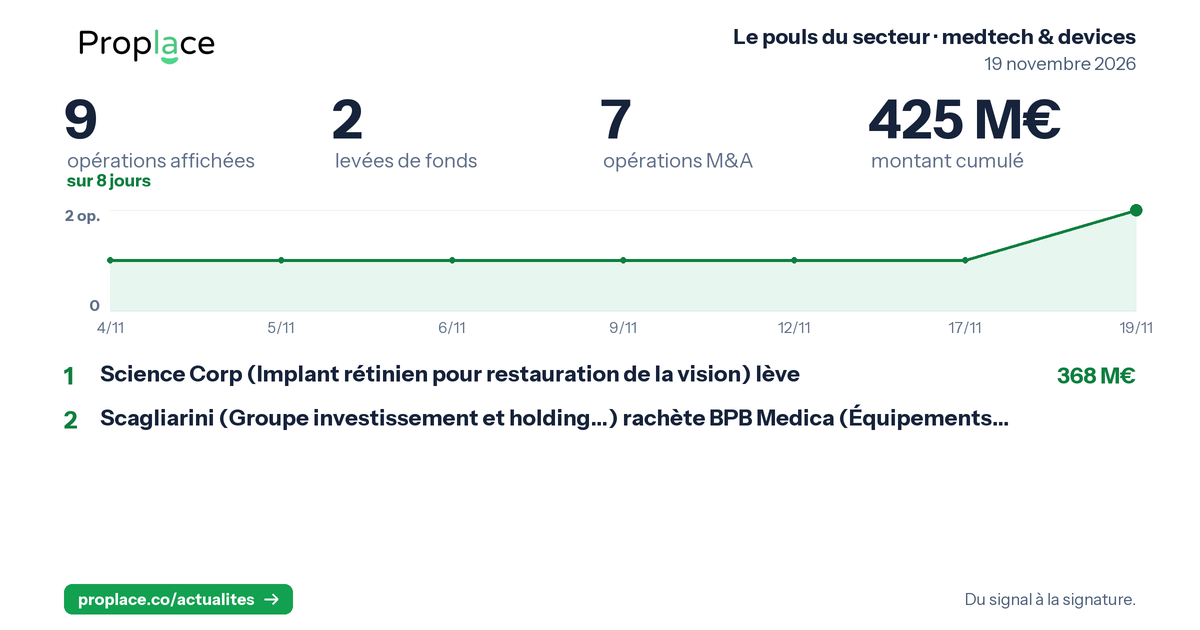 Proplace
Le pouls du secteur · medtech & devices
19 novembre 2026
9
opérations affichées
sur 8 jours
2
levées de fonds
7
opérations M&A
425 M€
montant cumulé
2 op.
0
4/11
5/11
6/11
9/11
12/11
17/11
19/11
1 Science Corp (Implant rétinien pour restauration de la vision) lève 368 M€
2 Scagliarini (Groupe investissement et holding...) rachète BPB Medica (Équipements...
proplace.co/actualites →
Du signal à la signature.